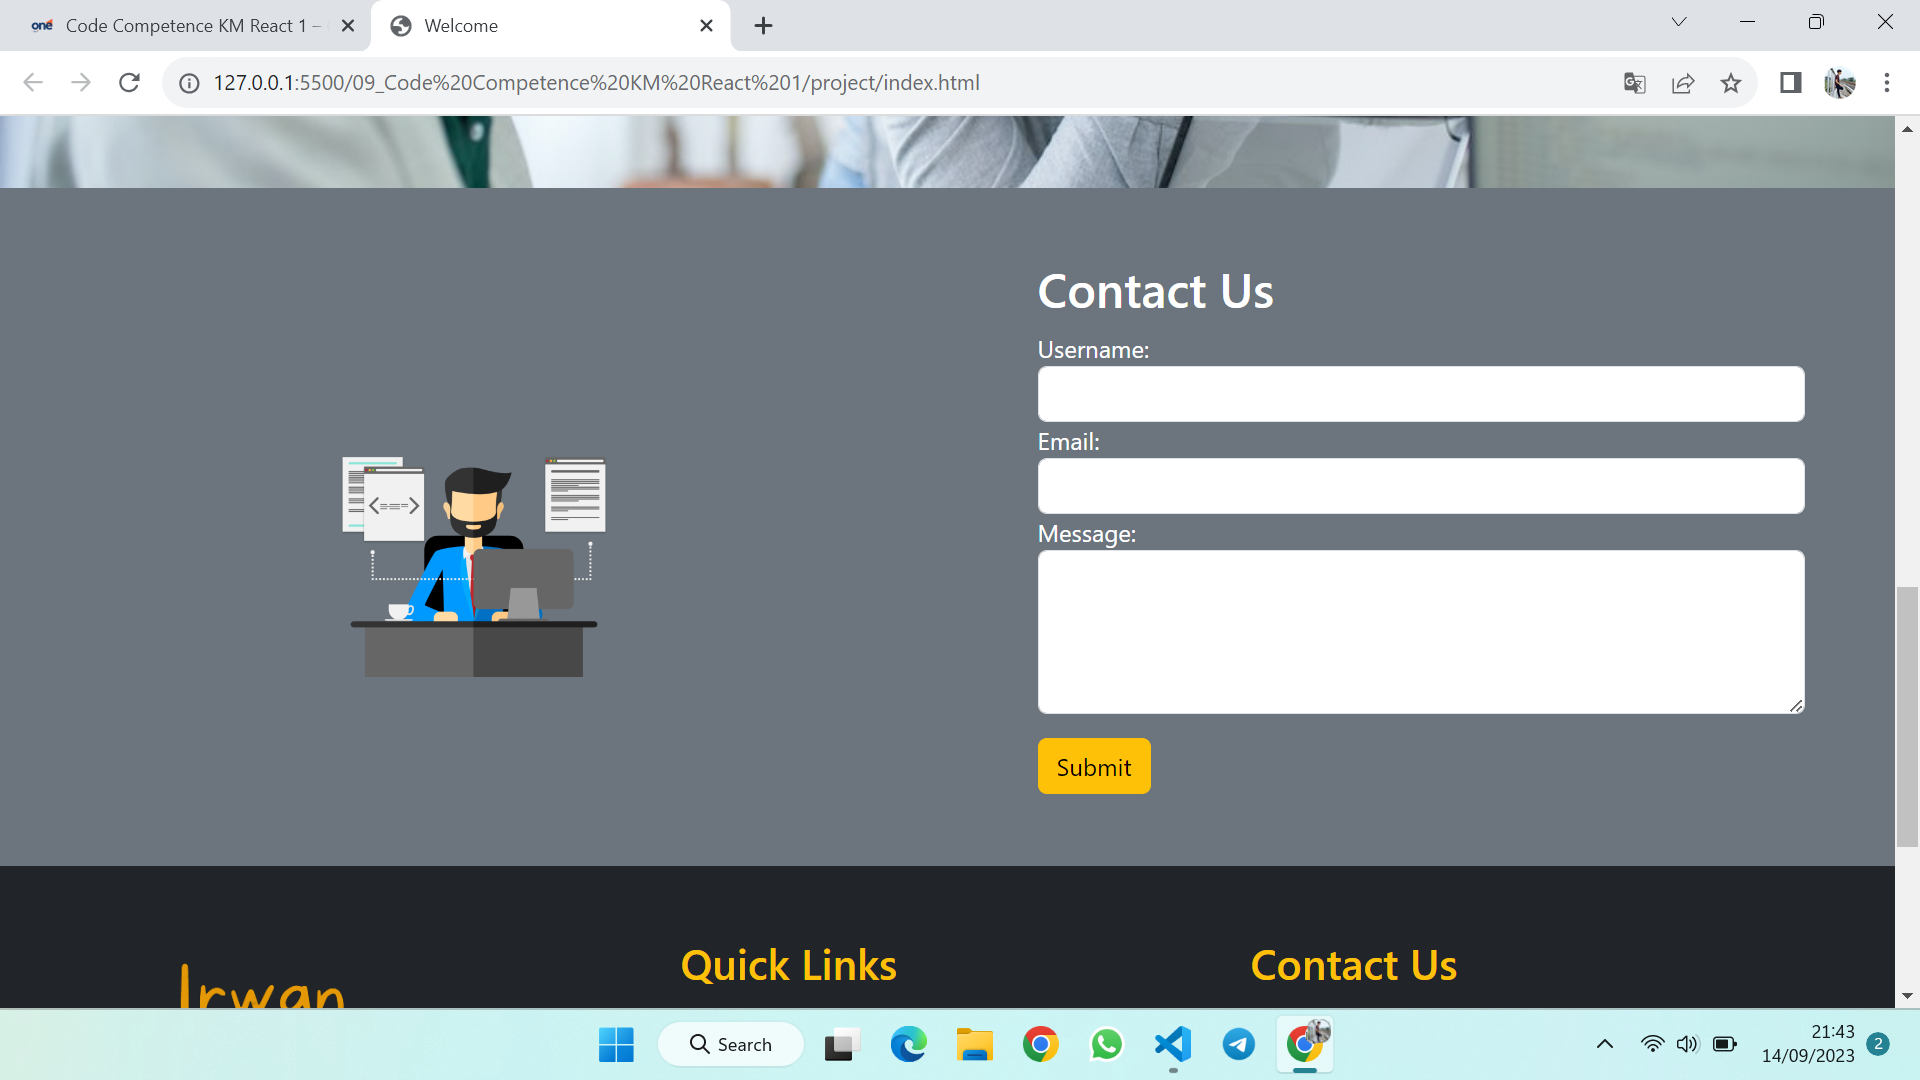 one Code Competence KM React 1 –
Welcome
127.0.0.1:5500/09_Code%20Competence%20KM%20React%201/project/index.html
Contact Us
Username:
Email:
Message:
Submit
Irwan
Quick Links
Contact Us
Search
21:43
14/09/2023
2